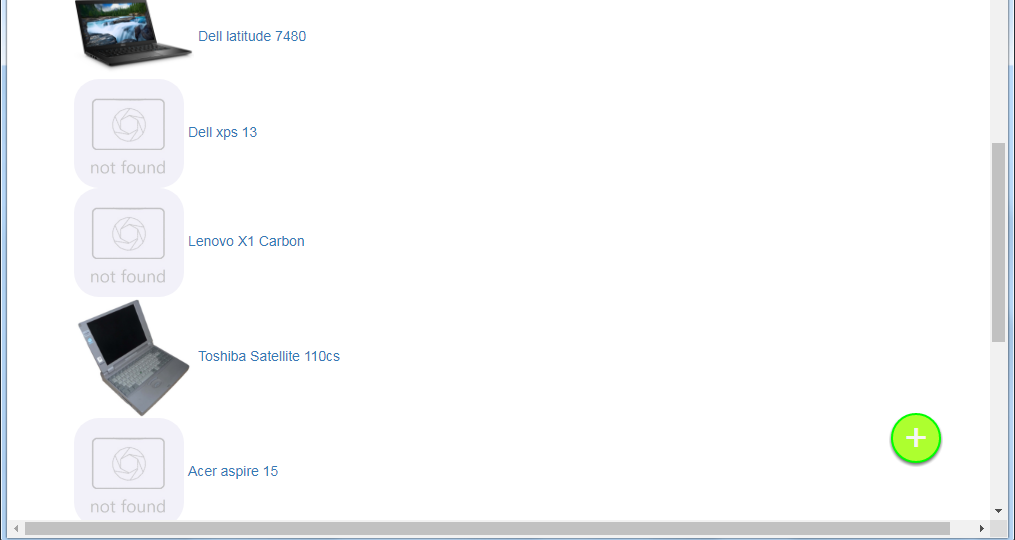 Dell latitude 7480
not found
Dell xps 13
not found
Lenovo X1 Carbon
Toshiba Satellite 110cs
not found
Acer aspire 15